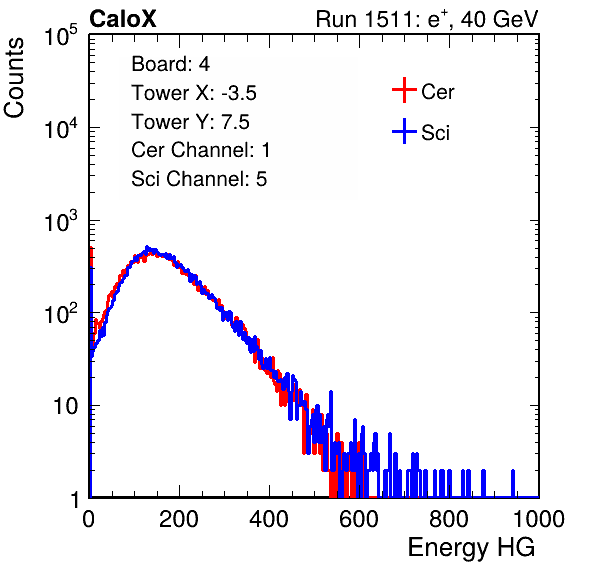 CaloX Run 1511: e⁺, 40 GeV
Counts
Board: 4
Tower X: -3.5
Tower Y: 7.5
Cer Channel: 1
Sci Channel: 5
Cer
Sci
10⁵
10⁴
10³
10²
10
1
0 200 400 600 800 1000
Energy HG